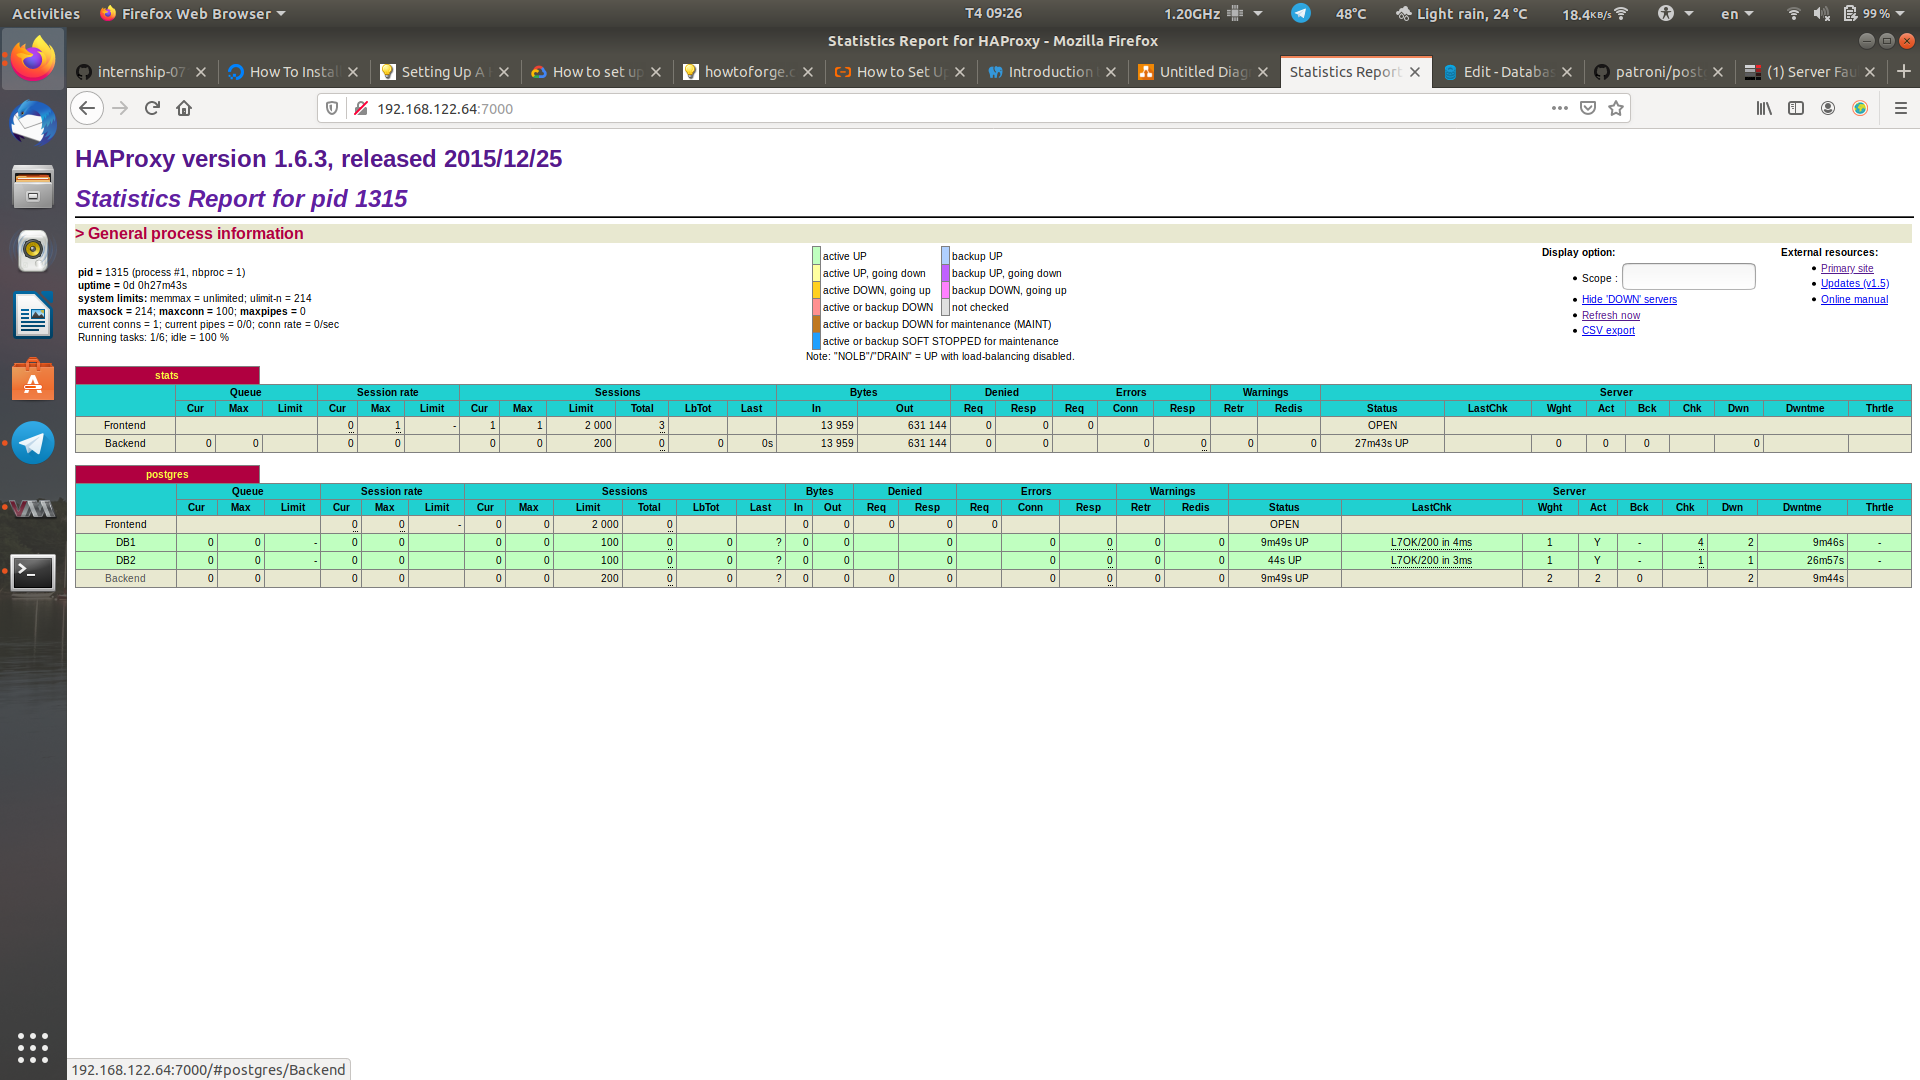 Activities Firefox Web Browser T4 09:26 1.20GHz 48°C Light rain, 24 °C 18.4KB/s en 99 %
Statistics Report for HAProxy - Mozilla Firefox
internship-07 How To Instal Setting Up A How to set up howtoforge.c How to Set Up Introduction Untitled Diag Statistics Report Edit - Databas patroni/post (1) Server Fau
192.168.122.64:7000
HAProxy version 1.6.3, released 2015/12/25
Statistics Report for pid 1315
> General process information
pid = 1315 (process #1, nbproc = 1)
uptime = 0d 0h27m43s
system limits: memmax = unlimited; ulimit-n = 214
maxsock = 214; maxconn = 100; maxpipes = 0
current conns = 1; current pipes = 0/0; conn rate = 0/sec
Running tasks: 1/6; idle = 100 %
active UP backup UP
active UP, going down backup UP, going down
active DOWN, going up backup DOWN, going up
active or backup DOWN not checked
active or backup DOWN for maintenance (MAINT)
active or backup SOFT STOPPED for maintenance
Note: "NOLB"/"DRAIN" = UP with load-balancing disabled.
Display option:
Scope :
Hide 'DOWN' servers
Refresh now
CSV export
External resources:
Primary site
Updates (v1.5)
Online manual
stats
Queue Session rate Sessions Bytes Denied Errors Warnings Server
Cur Max Limit Cur Max Limit Cur Max Limit Total LbTot Last In Out Req Resp Req Conn Resp Retr Redis Status LastChk Wght Act Bck Chk Dwn Dwntme Thrtle
Frontend 0 1 - 1 1 2 000 3 13 959 631 144 0 0 0 OPEN
Backend 0 0 0 0 0 0 200 0 0 0s 13 959 631 144 0 0 0 0 0 0 27m43s UP 0 0 0 0
postgres
Queue Session rate Sessions Bytes Denied Errors Warnings Server
Cur Max Limit Cur Max Limit Cur Max Limit Total LbTot Last In Out Req Resp Req Conn Resp Retr Redis Status LastChk Wght Act Bck Chk Dwn Dwntme Thrtle
Frontend 0 0 - 0 0 2 000 0 0 0 0 0 0 OPEN
DB1 0 0 - 0 0 0 0 100 0 0 ? 0 0 0 0 0 0 0 9m49s UP L7OK/200 in 4ms 1 Y - 4 2 9m46s -
DB2 0 0 - 0 0 0 0 100 0 0 ? 0 0 0 0 0 0 0 44s UP L7OK/200 in 3ms 1 Y - 1 1 26m57s -
Backend 0 0 0 0 0 0 200 0 0 ? 0 0 0 0 0 0 0 0 9m49s UP 2 2 0 2 9m44s
192.168.122.64:7000/#postgres/Backend